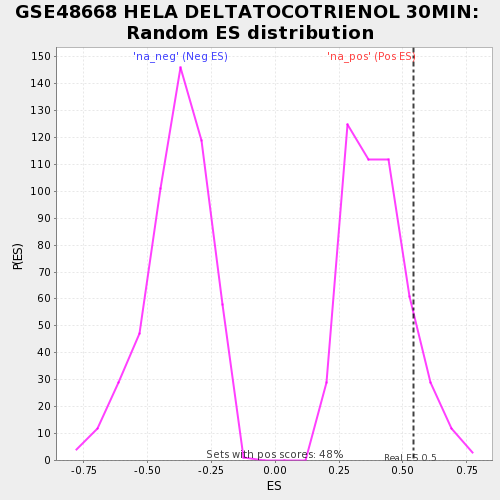 GSE48668 HELA DELTATOCOTRIENOL 30MIN:
Random ES distribution
'na_neg' (Neg ES)
'na_pos' (Pos ES)
150
140
130
120
110
100
90
80
70
60
50
40
30
20
10
0
P(ES)
Sets with pos scores: 48%
Real ES 0.5
-0.75
-0.50
-0.25
0.00
0.25
0.50
0.75
ES